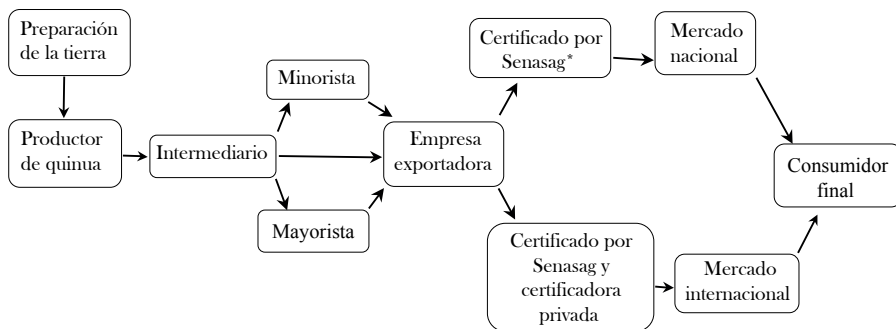 Preparación
de la tierra
Productor
de quinua
Intermediario
Minorista
Mayorista
Empresa
exportadora
Certificado por
Senasag*
Mercado
nacional
Certificado por
Senasag y
certificadora
privada
Mercado
internacional
Consumidor
final